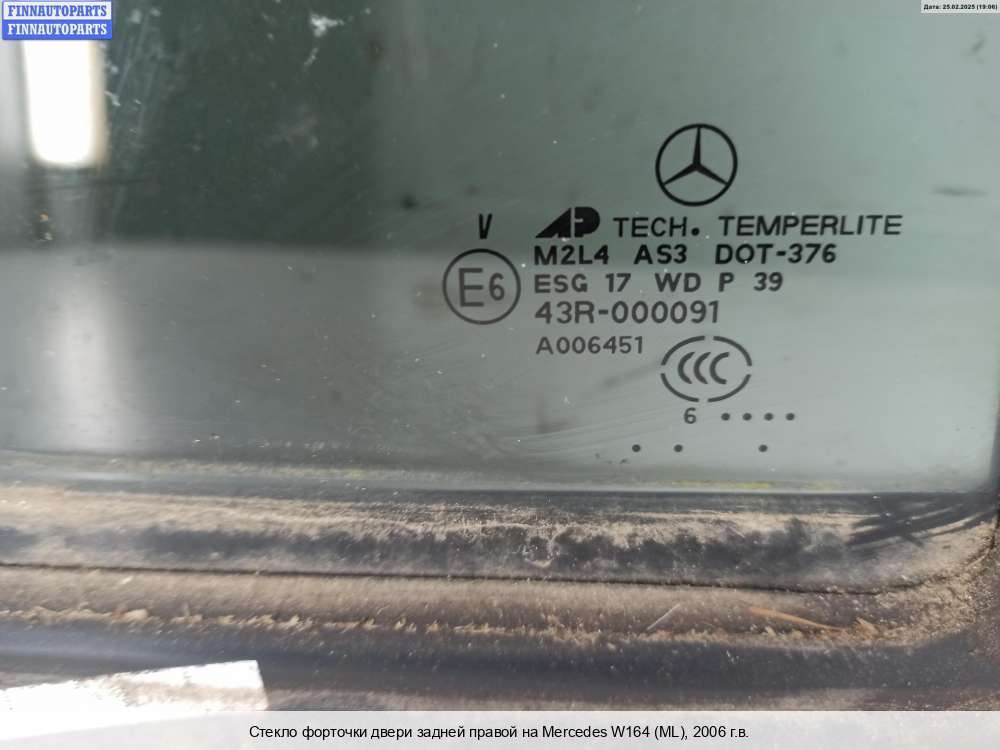 FINNAUTOPARTS
FINNAUTOPARTS
Дата: 25.02.2025 (19:06)
V AP TECH. TEMPERLITE
M2L4 AS3 DOT-376
E6 ESG 17 WD P 39
43R-000091
A006451 CCC
6 • • • •
• • •
Стекло форточки двери задней правой на Mercedes W164 (ML), 2006 г.в.